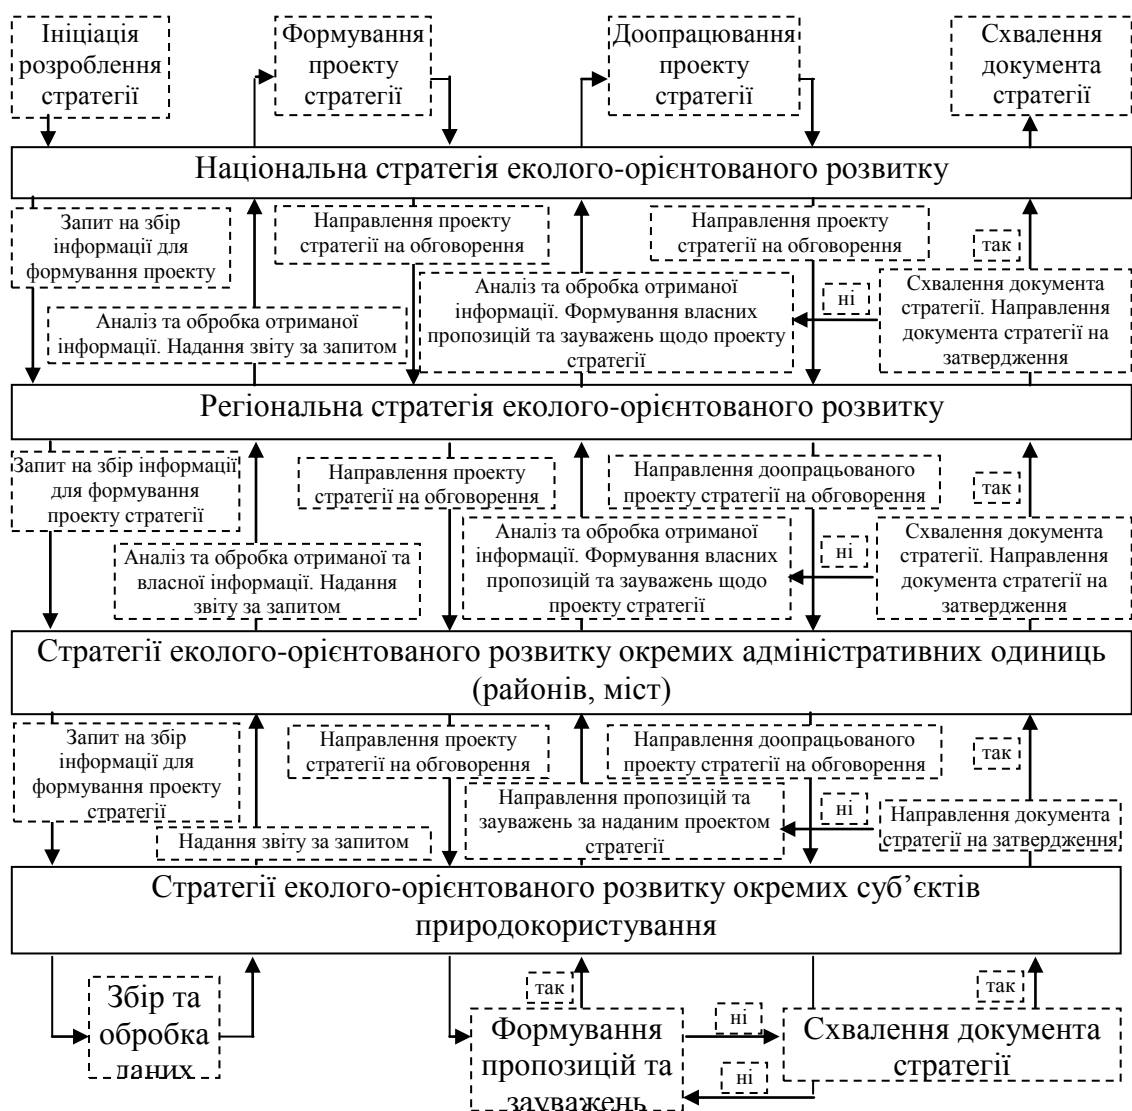 Ініціація
розроблення
стратегії
Формування
проекту
стратегії
Доопрацювання
проекту
стратегії
Схвалення
документа
стратегії
Національна стратегія еколого-орієнтованого розвитку
Запит на збір
інформації для
формування проекту
Направлення проекту
стратегії на обговорення
Направлення проекту
стратегії на обговорення
так
Аналіз та обробка отриманої
інформації. Надання звіту за запитом
Аналіз та обробка отриманої
інформації. Формування власних
пропозицій та зауважень щодо проекту
стратегії
ні
Схвалення документа
стратегії. Направлення
документа стратегії на
затвердження
Регіональна стратегія еколого-орієнтованого розвитку
Запит на збір інформації
для формування
проекту стратегії
Направлення проекту
стратегії на обговорення
Направлення доопрацьованого
проекту стратегії на обговорення
так
Аналіз та обробка отриманої та
власної інформації. Надання
звіту за запитом
Аналіз та обробка отриманої
інформації. Формування власних
пропозицій та зауважень щодо
проекту стратегії
ні
Схвалення документа
стратегії. Направлення
документа стратегії на
затвердження
Стратегії еколого-орієнтованого розвитку окремих адміністративних одиниць
(районів, міст)
Запит на збір
інформації для
формування проекту
стратегії
Направлення проекту
стратегії на обговорення
Направлення доопрацьованого
проекту стратегії на обговорення
так
Надання звіту за запитом
Направлення пропозицій та
зауважень за наданим проектом
стратегії
ні
Направлення документа
стратегії на затвердження
Стратегії еколого-орієнтованого розвитку окремих суб’єктів
природокористування
Збір та
обробка
даних
так
Формування
пропозицій та
зауважень
ні
ні
так
Схвалення документа
стратегії